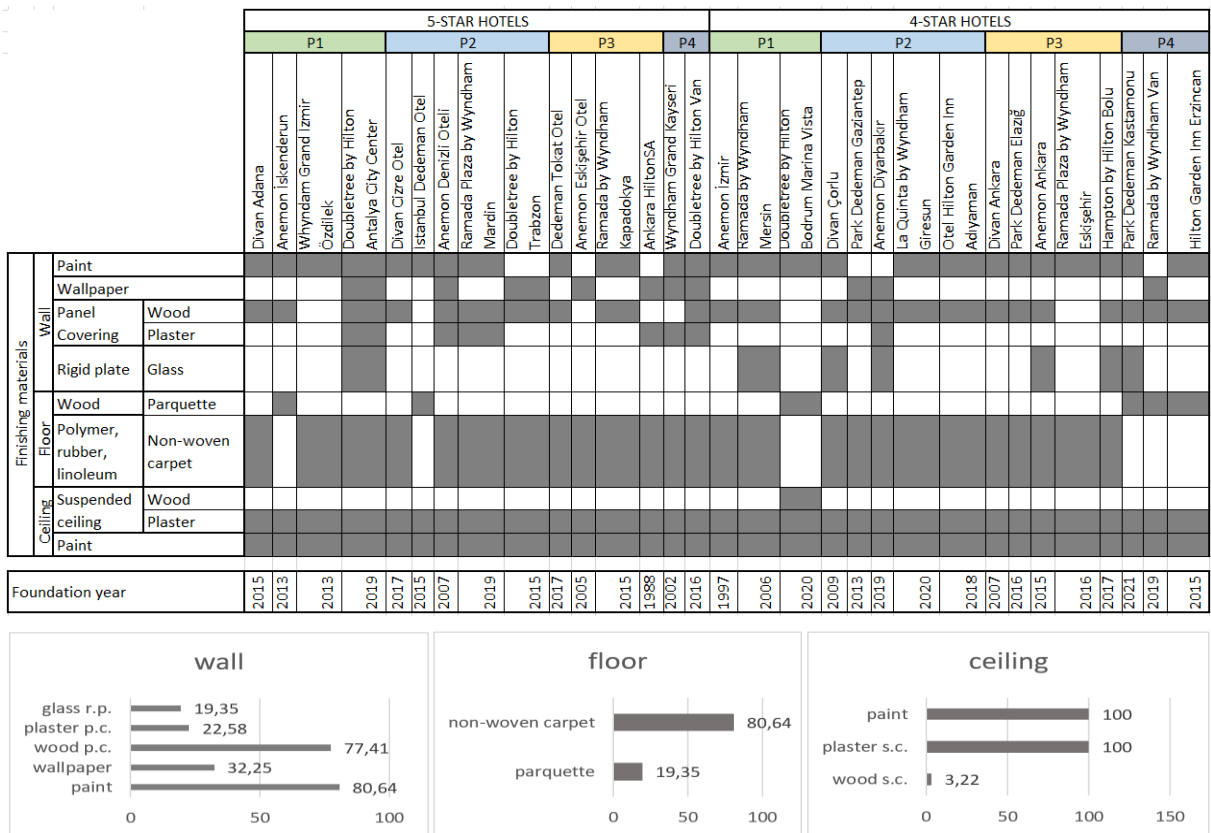 5-STAR HOTELS 4-STAR HOTELS
P1 P2 P3 P4 P1 P2 P3 P4
Divan Adana
Anemon İskenderun
Whyndam Grand İzmir
Özdilek
Doubletree by Hilton
Antalya City Center
Divan Cizre Otel
İstanbul Dedeman Otel
Anemon Denizli Oteli
Ramada Plaza by Wyndham
Mardin
Doubletree by Hilton
Trabzon
Dedeman Tokat Otel
Anemon Eskişehir Otel
Ramada by Wyndham
Kapadokya
Ankara HiltonSA
Wyndham Grand Kayseri
Doubletree by Hilton Van
Anemon İzmir
Ramada by Wyndham
Mersin
Doubletree by Hilton
Bodrum Marina Vista
Divan Çorlu
Park Dedeman Gaziantep
Anemon Diyarbakır
La Quinta by Wyndham
Giresun
Otel Hilton Garden Inn
Adıyaman
Divan Ankara
Park Dedeman Elazığ
Anemon Ankara
Ramada Plaza by Wyndham
Eskişehir
Hampton by Hilton Bolu
Park Dedeman Kastamonu
Ramada by Wyndham Van
Hilton Garden Inn Erzincan
Finishing materials
Wall
Paint
Wallpaper
Panel Wood
Covering Plaster
Rigid plate Glass
Floor
Wood Parquette
Polymer,
rubber,
linoleum
Non-woven
carpet
Ceiling
Suspended Wood
ceiling Plaster
Paint
Foundation year 2015 2013 2013 2019 2017 2015 2007 2019 2015 2017 2005 2015 1988 2002 2016 1997 2006 2020 2009 2013 2019 2020 2018 2007 2016 2015 2016 2017 2021 2019 2015
wall
glass r.p. 19,35
plaster p.c. 22,58
wood p.c. 77,41
wallpaper 32,25
paint 80,64
0 50 100
floor
non-woven carpet 80,64
parquette 19,35
0 50 100
ceiling
paint 100
plaster s.c. 100
wood s.c. 3,22
0 50 100 150